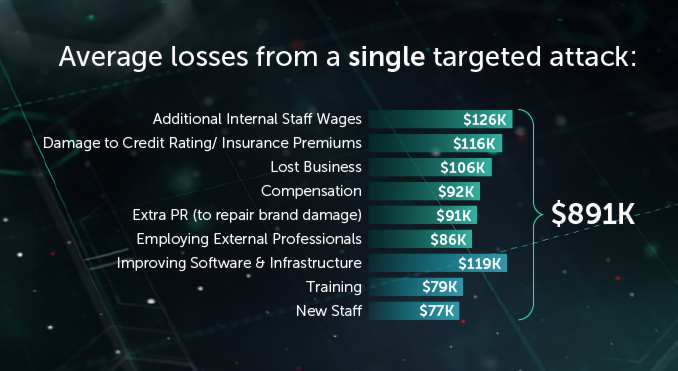 Average losses from a single targeted attack:
Additional Internal Staff Wages $126K
Damage to Credit Rating/ Insurance Premiums $116K
Lost Business $106K
Compensation $92K
Extra PR (to repair brand damage) $91K
$891K
Employing External Professionals $86K
Improving Software & Infrastructure $119K
Training $79K
New Staff $77K